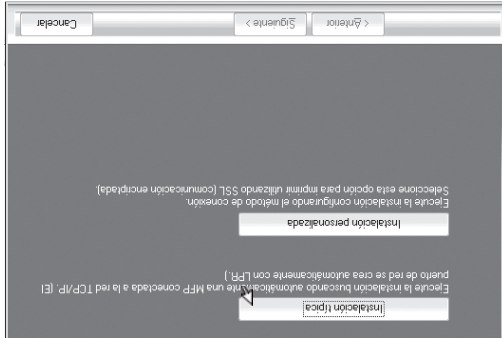 Instalación típica
Ejecute la instalación buscando automáticamente una MFP conectada a la red TCP/IP. (El
puerto de red se crea automáticamente con LPR.)
Instalación personalizada
Ejecute la instalación configurando el método de conexión.
Seleccione esta opción para imprimir utilizando SSL (comunicación encriptada).
< Anterior
Siguiente >
Cancelar